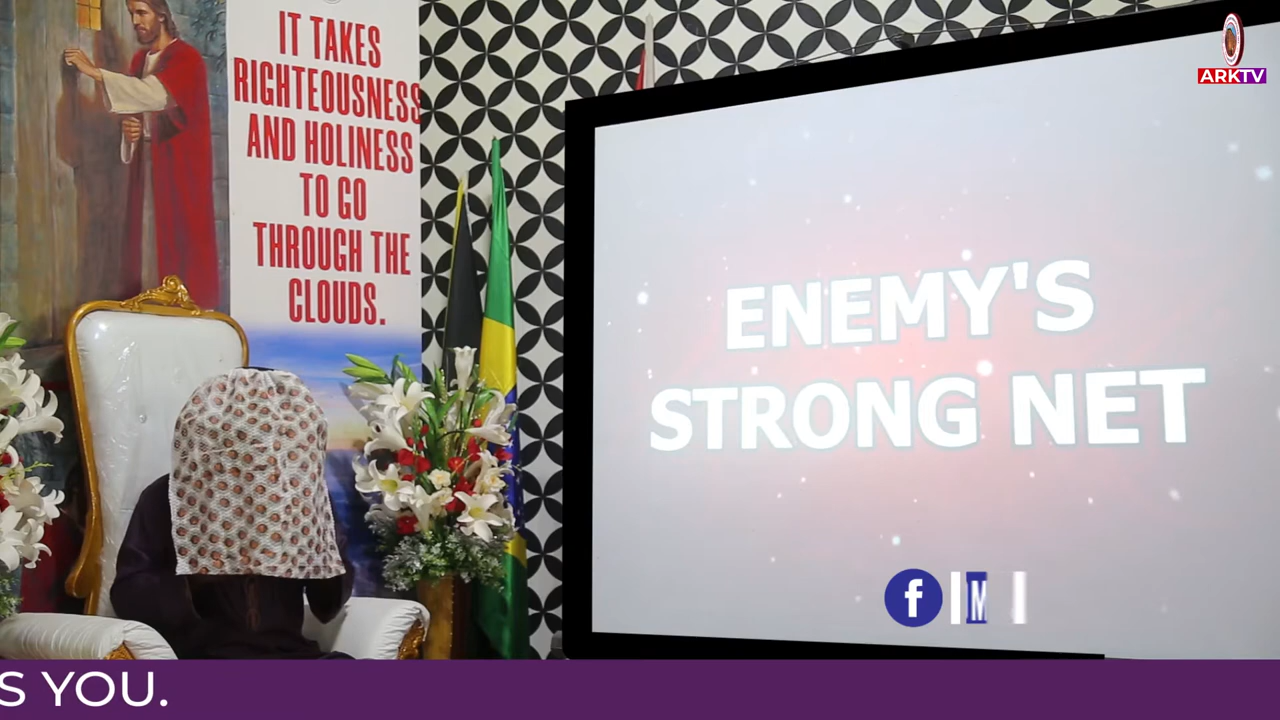 IT TAKES
RIGHTEOUSNESS
AND HOLINESS
TO GO
THROUGH THE
CLOUDS.
ARKTV
ENEMY'S
STRONG NET
f
M
S YOU.